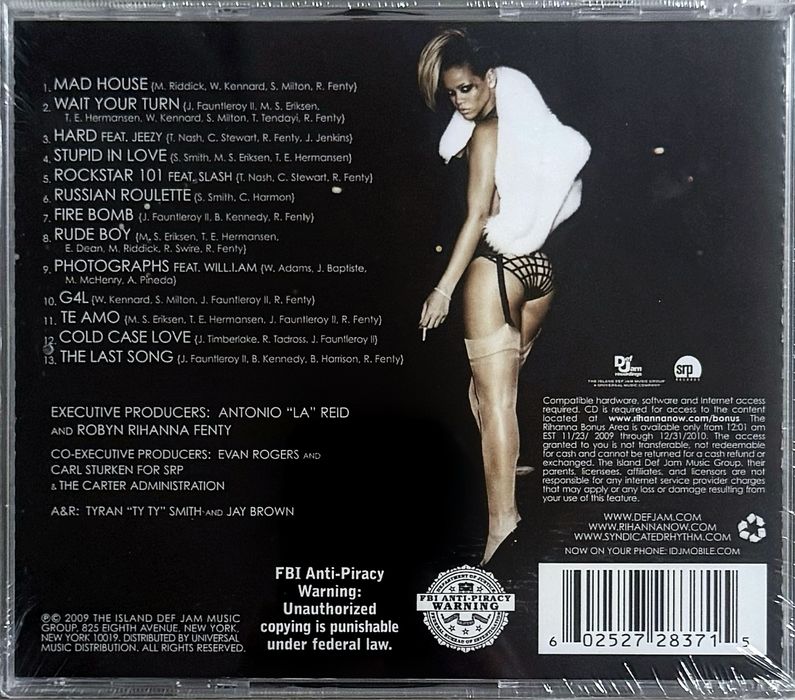 1. MAD HOUSE {M. Riddick, W. Kennard, S. Milton, R. Fenty}
2. WAIT YOUR TURN {J. Fauntleroy II, M. S. Eriksen,
T. E. Hermansen, W. Kennard, S. Milton, T. Tendayi, R. Fenty}
3. HARD FEAT. JEEZY {T. Nash, C. Stewart, R. Fenty, J. Jenkins}
4. STUPID IN LOVE {S. Smith, M. S. Eriksen, T. E. Hermansen}
5. ROCKSTAR 101 FEAT. SLASH {T. Nash, C. Stewart, R. Fenty}
6. RUSSIAN ROULETTE {S. Smith, C. Harmon}
7. FIRE BOMB {J. Fauntleroy II, B. Kennedy, R. Fenty}
8. RUDE BOY {M. S. Eriksen, T. E. Hermansen,
E. Dean, M. Riddick, R. Swire, R. Fenty}
9. PHOTOGRAPHS FEAT. WILL.I.AM {W. Adams, J. Baptiste,
M. McHenry, A. Pineda}
10. G4L {W. Kennard, S. Milton, J. Fauntleroy II, R. Fenty}
11. TE AMO {M. S. Eriksen, T. E. Hermansen, J. Fauntleroy II, R. Fenty}
12. COLD CASE LOVE {J. Timberlake, R. Tadross, J. Fauntleroy II}
13. THE LAST SONG {J. Fauntleroy II, B. Kennedy, B. Harrison, R. Fenty}
EXECUTIVE PRODUCERS: ANTONIO "LA" REID
AND ROBYN RIHANNA FENTY
CO-EXECUTIVE PRODUCERS: EVAN ROGERS AND
CARL STURKEN FOR SRP
& THE CARTER ADMINISTRATION
A&R: TYRAN "TY TY" SMITH AND JAY BROWN
Def Jam
recordings
THE ISLAND DEF JAM MUSIC GROUP
A UNIVERSAL MUSIC COMPANY
srp
RECORDS
Compatible hardware, software and Internet access
required. CD is required for access to the content
located at www.rihannanow.com/bonus The
Rihanna Bonus Area is available only from 12:01 am
EST 11/23/ 2009 through 12/31/2010. The access
granted to you is not transferable, not redeemable
for cash and cannot be returned for a cash refund or
exchanged. The Island Def Jam Music Group, their
parents, licensees, affiliates, and licensors are not
responsible for any internet service provider charges
that may apply or any loss or damage resulting from
your use of this feature.
WWW.DEFJAM.COM
WWW.RIHANNANOW.COM
WWW.SYNDICATEDRHYTHM.COM
NOW ON YOUR PHONE: IDJMOBILE.COM
℗© 2009 THE ISLAND DEF JAM MUSIC
GROUP. 825 EIGHTH AVENUE, NEW YORK,
NEW YORK 10019. DISTRIBUTED BY UNIVERSAL
MUSIC DISTRIBUTION. ALL RIGHTS RESERVED.
FBI Anti-Piracy
Warning:
Unauthorized
copying is punishable
under federal law.
FBI ANTI-PIRACY
WARNING
6 02527 28371 5